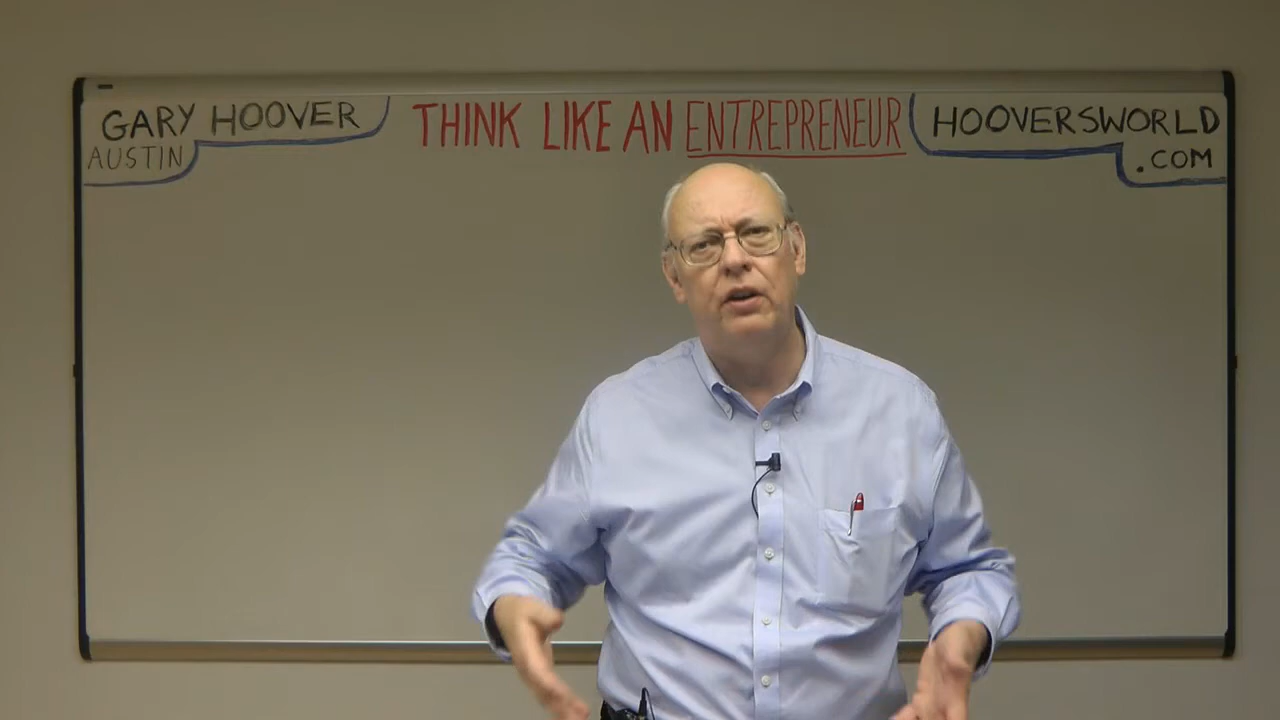 GARY HOOVER
AUSTIN
THINK LIKE AN ENTREPRENEUR
HOOVERSWORLD
.COM